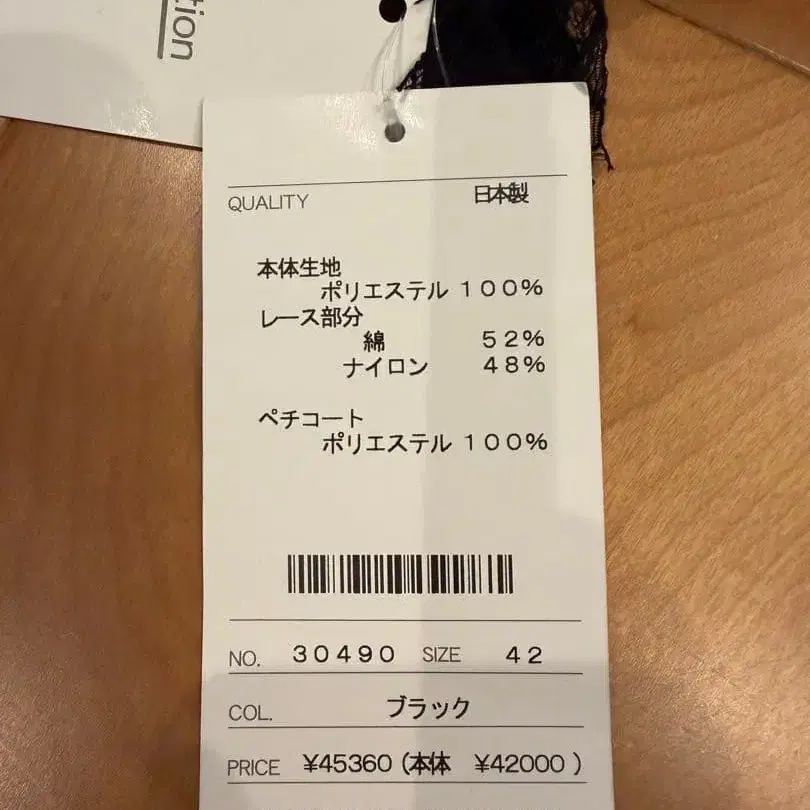 tion
QUALITY 日本製
本体生地
ポリエステル 100%
レース部分
綿 52%
ナイロン 48%
ペチコート
ポリエステル 100%
NO. 30490 SIZE 42
COL. ブラック
PRICE ¥45360 (本体 ¥42000)